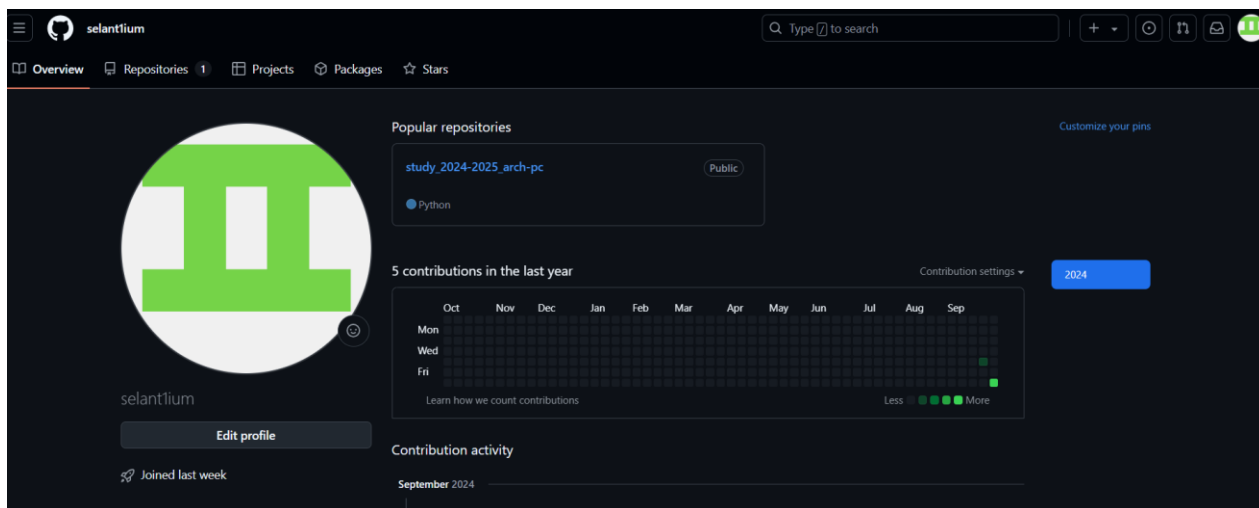 selant1ium
Type / to search
Overview
Repositories 1
Projects
Packages
Stars
Popular repositories
Customize your pins
study_2024-2025_arch-pc
Public
Python
5 contributions in the last year
Contribution settings
2024
Oct Nov Dec Jan Feb Mar Apr May Jun Jul Aug Sep
Mon
Wed
Fri
Learn how we count contributions
Less More
selant1ium
Edit profile
Joined last week
Contribution activity
September 2024